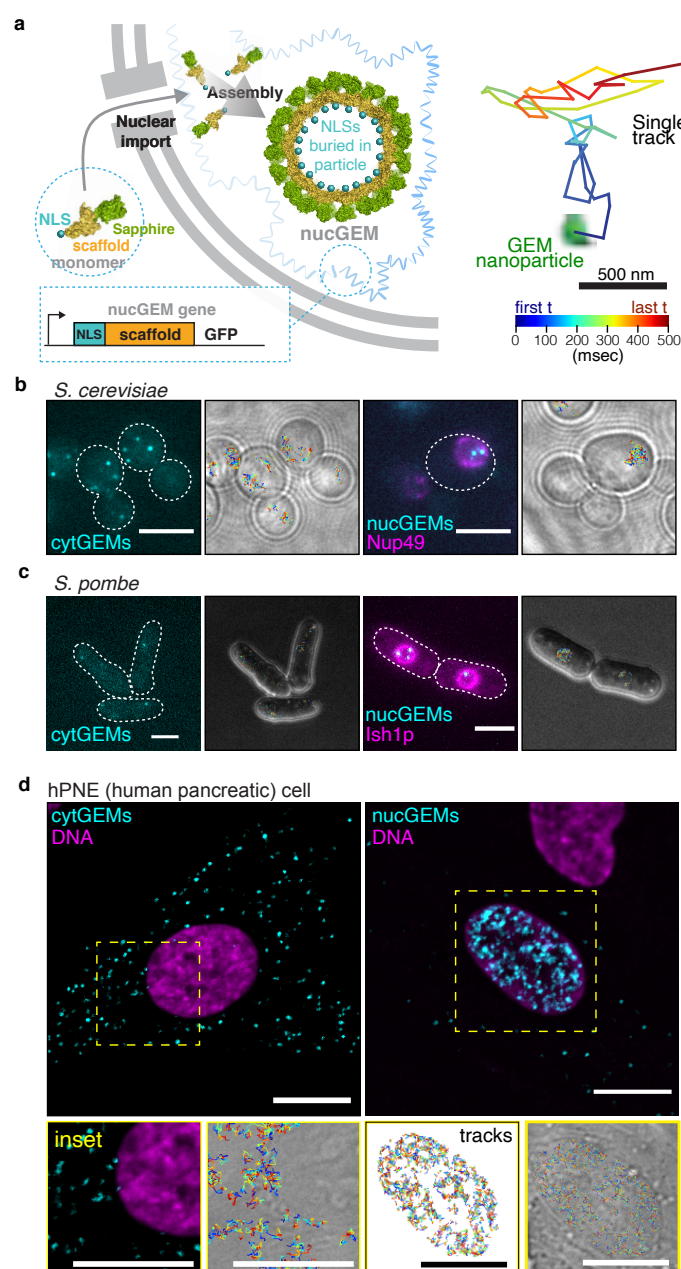 a
Assembly
Nuclear
import
NLSs
buried in
particle
nucGEM
NLS
Sapphire
scaffold
monomer
nucGEM gene
NLS
scaffold
GFP
Single
track
GEM
nanoparticle
500 nm
first t
last t
0 100 200 300 400 500
(msec)
b
S. cerevisiae
cytGEMs
nucGEMs
Nup49
c
S. pombe
cytGEMs
nucGEMs
Ish1p
d
hPNE (human pancreatic) cell
cytGEMs
DNA
nucGEMs
DNA
inset
tracks